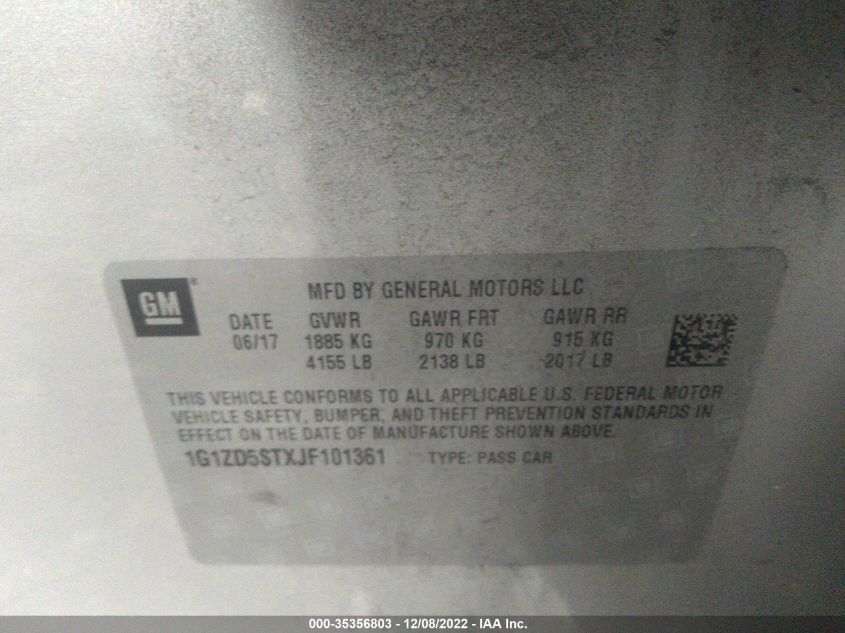 GM ®
MFD BY GENERAL MOTORS LLC
DATE GVWR GAWR FRT GAWR RR
06/17 1885 KG 970 KG 915 KG
4155 LB 2138 LB 2017 LB
THIS VEHICLE CONFORMS TO ALL APPLICABLE U.S. FEDERAL MOTOR
VEHICLE SAFETY, BUMPER, AND THEFT PREVENTION STANDARDS IN
EFFECT ON THE DATE OF MANUFACTURE SHOWN ABOVE.
1G1ZD5STXJF101361 TYPE: PASS CAR
000-35356803 - 12/08/2022 - IAA Inc.